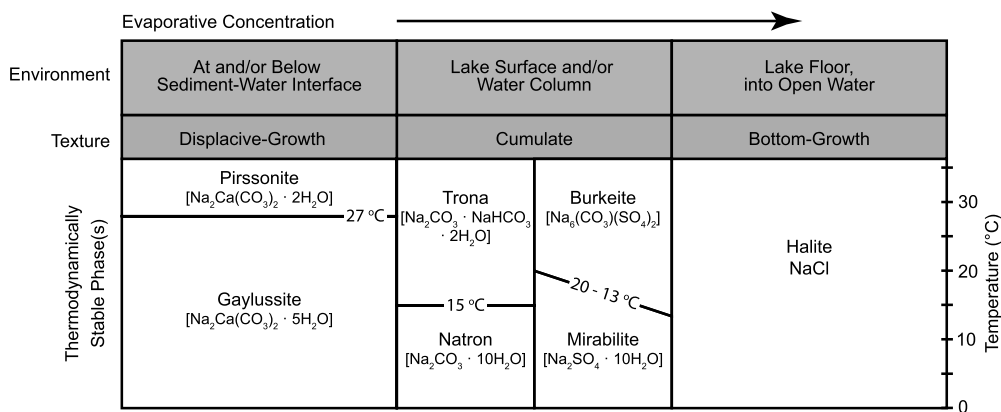 Evaporative Concentration
Environment
At and/or Below
Sediment-Water Interface
Lake Surface and/or
Water Column
Lake Floor,
into Open Water
Texture
Displacive-Growth
Cumulate
Bottom-Growth
Thermodynamically
Stable Phase(s)
Pirssonite
[Na₂Ca(CO₃)₂ · 2H₂O]
27 ºC
Gaylussite
[Na₂Ca(CO₃)₂ · 5H₂O]
Trona
[Na₂CO₃ · NaHCO₃
· 2H₂O]
15 ºC
Natron
[Na₂CO₃ · 10H₂O]
Burkeite
[Na₆(CO₃)(SO₄)₂]
20 - 13 ºC
Mirabilite
[Na₂SO₄ · 10H₂O]
Halite
NaCl
30
20
10
0
Temperature (°C)